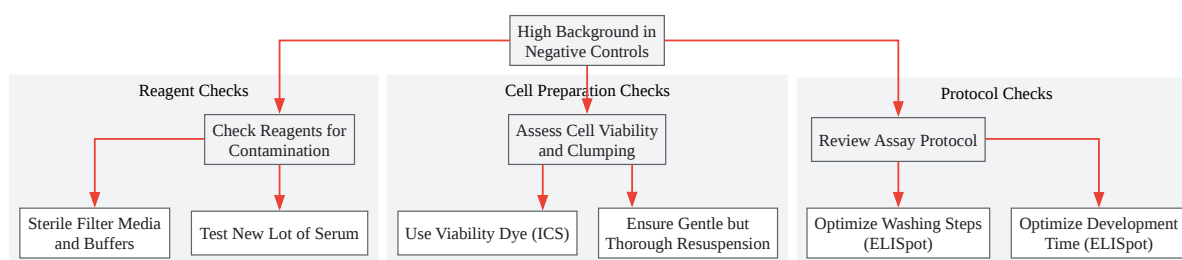 High Background in
Negative Controls
Reagent Checks
Cell Preparation Checks
Protocol Checks
Check Reagents for
Contamination
Assess Cell Viability
and Clumping
Review Assay Protocol
Sterile Filter Media
and Buffers
Test New Lot of Serum
Use Viability Dye (ICS)
Ensure Gentle but
Thorough Resuspension
Optimize Washing Steps
(ELISpot)
Optimize Development
Time (ELISpot)